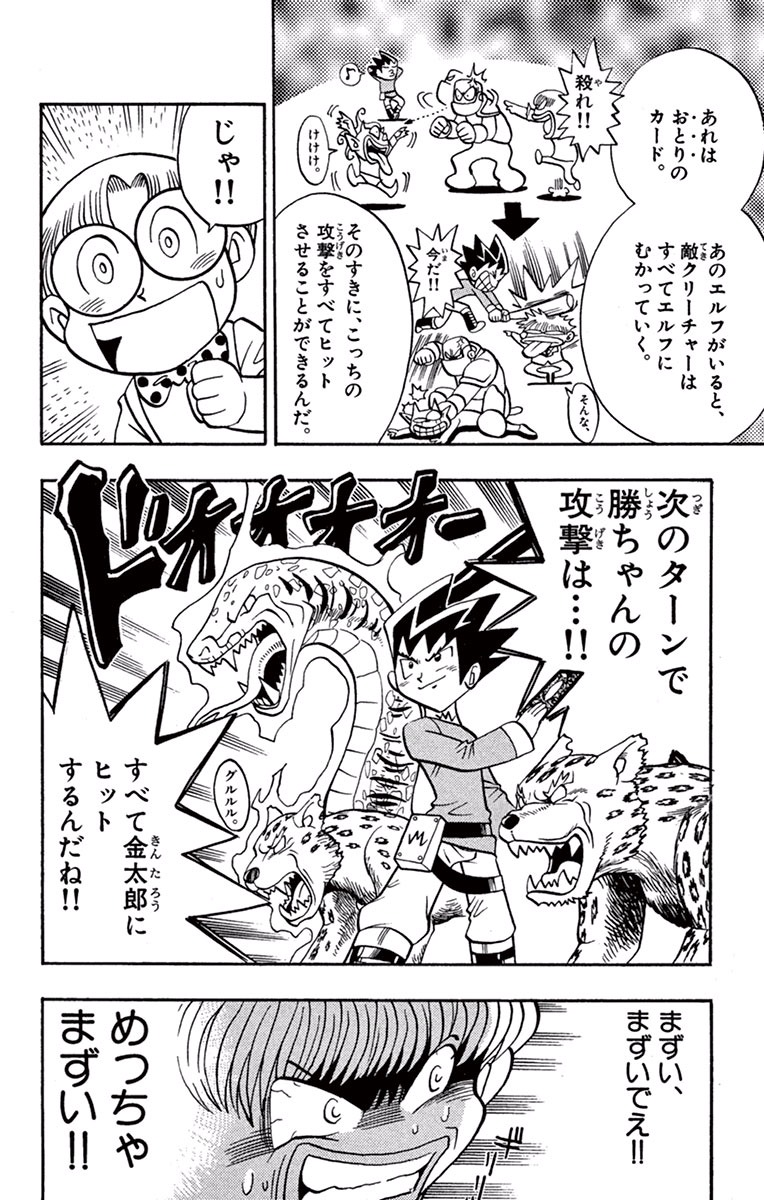 あれは
おとりの
カード。
殺れ!!
♪
けけけ。
あのエルフがいると、
敵クリーチャーは
すべてエルフに
むかっていく。
今だ!!
そんな、
そのすきに、こっちの
攻撃をすべてヒット
させることができるんだ。
じゃ!!
次のターンで
勝ちゃんの
攻撃は…!!
ドオオオオー
グルルル。
すべて金太郎に
ヒット
するんだね!!
まずい、
まずいでえ!!
めっちゃ
まずい!!
ギギギ